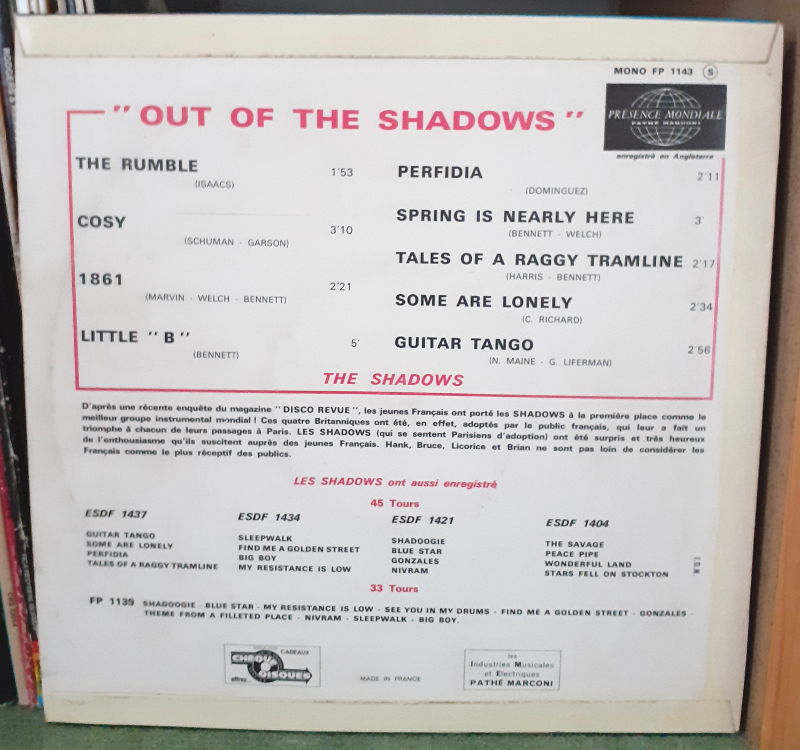 MONO FP 1143 S
PRESENCE MONDIALE
PATHE MARCONI
enregistré en Angleterre
" OUT OF THE SHADOWS "
THE RUMBLE
1'53
(ISAACS)
COSY
3'10
(SCHUMAN - GARSON)
1861
2'21
(MARVIN - WELCH - BENNETT)
LITTLE " B "
5'
(BENNETT)
PERFIDIA
2'11
(DOMINGUEZ)
SPRING IS NEARLY HERE
3'
(BENNETT - WELCH)
TALES OF A RAGGY TRAMLINE 2'17
(HARRIS - BENNETT)
SOME ARE LONELY
2'34
(C. RICHARD)
GUITAR TANGO
2'56
(N. MAINE - G. LIFERMAN)
THE SHADOWS
D'après une récente enquête du magazine " DISCO REVUE ", les jeunes Français ont porté les SHADOWS à la première place comme le
meilleur groupe instrumental mondial ! Ces quatre Britanniques ont été, en effet, adoptés par le public français, qui leur a fait un
triomphe à chacun de leurs passages à Paris. LES SHADOWS (qui se sentent Parisiens d'adoption) ont été surpris et très heureux
de l'enthousiasme qu'ils suscitent auprès des jeunes Français. Hank, Bruce, Licorice et Brian ne sont pas loin de considérer les
Français comme le plus réceptif des publics.
LES SHADOWS ont aussi enregistré
45 Tours
ESDF 1437
GUITAR TANGO
SOME ARE LONELY
PERFIDIA
TALES OF A RAGGY TRAMLINE
ESDF 1434
SLEEPWALK
FIND ME A GOLDEN STREET
BIG BOY
MY RESISTANCE IS LOW
ESDF 1421
SHADOOGIE
BLUE STAR
GONZALES
NIVRAM
ESDF 1404
THE SAVAGE
PEACE PIPE
WONDERFUL LAND
STARS FELL ON STOCKTON
33 Tours
FP 1139 SHADOOGIE - BLUE STAR - MY RESISTANCE IS LOW - SEE YOU IN MY DRUMS - FIND ME A GOLDEN STREET - GONZALES -
THEME FROM A FILLETED PLACE - NIVRAM - SLEEPWALK - BIG BOY.
CADEAUX
CHEQUE
DISQUES
offrez
MADE IN FRANCE
les
Industries Musicales
et Electriques
PATHÉ MARCONI